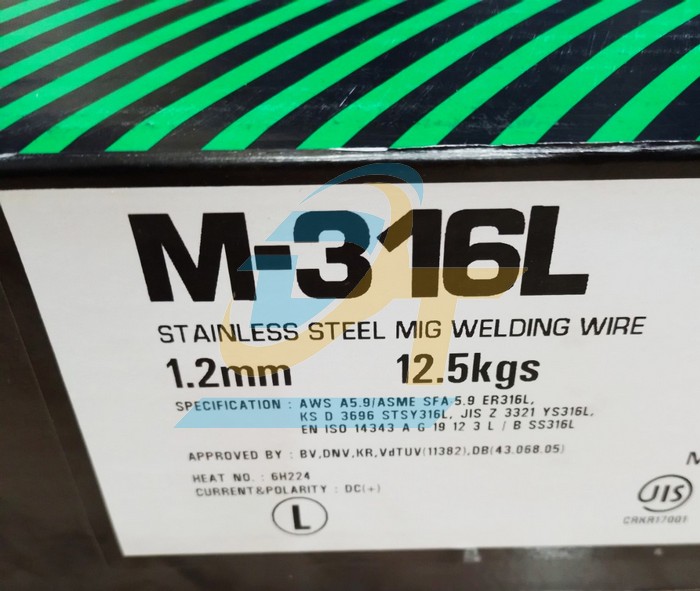 M-316L
STAINLESS STEEL MIG WELDING WIRE
1.2mm 12.5kgs
SPECIFICATION : AWS A5.9/ASME SFA 5.9 ER316L,
KS D 3696 STSY316L, JIS Z 3321 YS316L,
EN ISO 14343 A G 19 12 3 L / B SS316L
APPROVED BY : BV,DNV,KR,VdTUV(11382),DB(43.068.05)
HEAT NO. : 6H224
CURRENT&POLARITY : DC(+)
L
JIS
CRKR17001